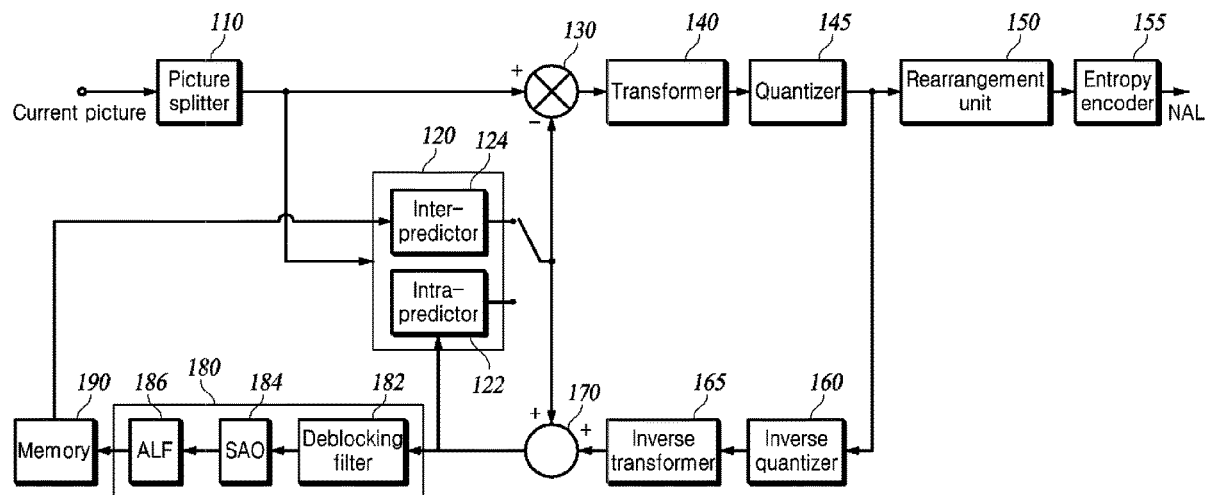 110
130
140
145
150
155
+
Picture
splitter
Transformer
Quantizer
Rearrangement
unit
Entropy
encoder
Current picture
NAL
−
120
124
Inter-
predictor
Intra-
predictor
122
190
186
180
184
182
170
165
160
+
+
Memory
ALF
SAO
Deblocking
filter
Inverse
transformer
Inverse
quantizer